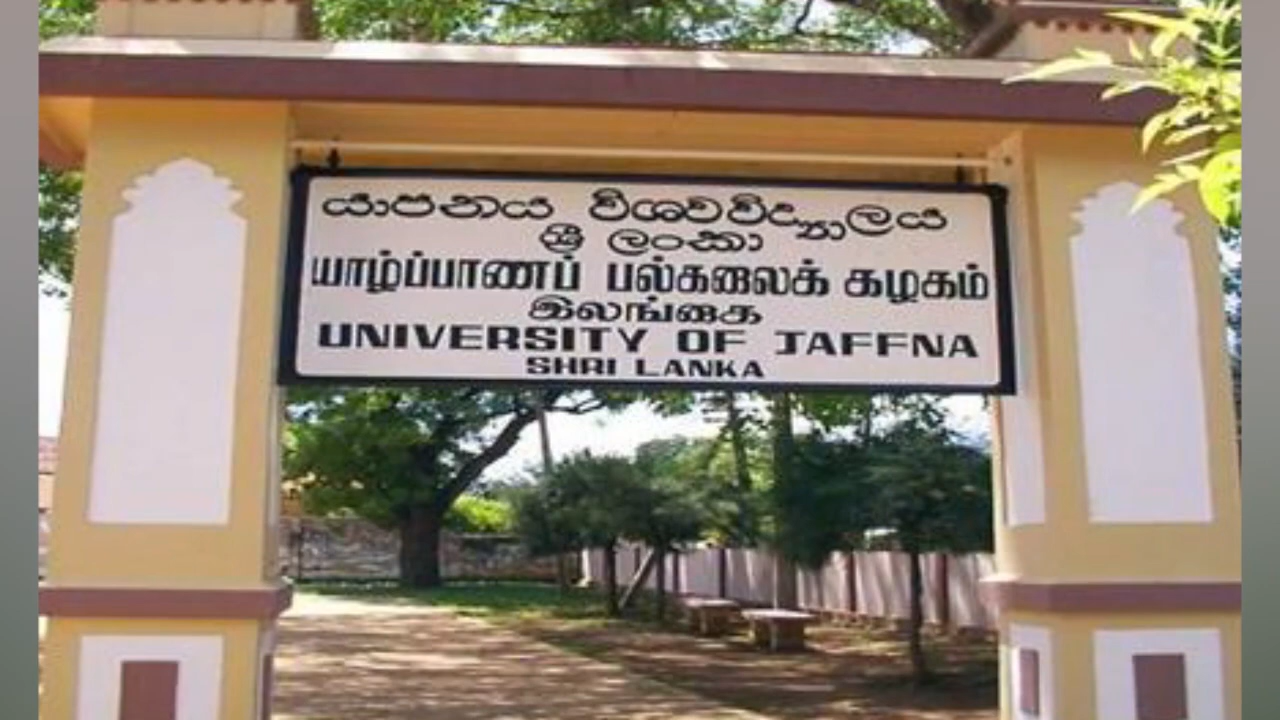 යාපනය විශ්වවිද්‍යාලය
ශ්‍රී ලංකා
யாழ்ப்பாணப் பல்கலைக் கழகம்
இலங்கை
UNIVERSITY OF JAFFNA
SHRI LANKA